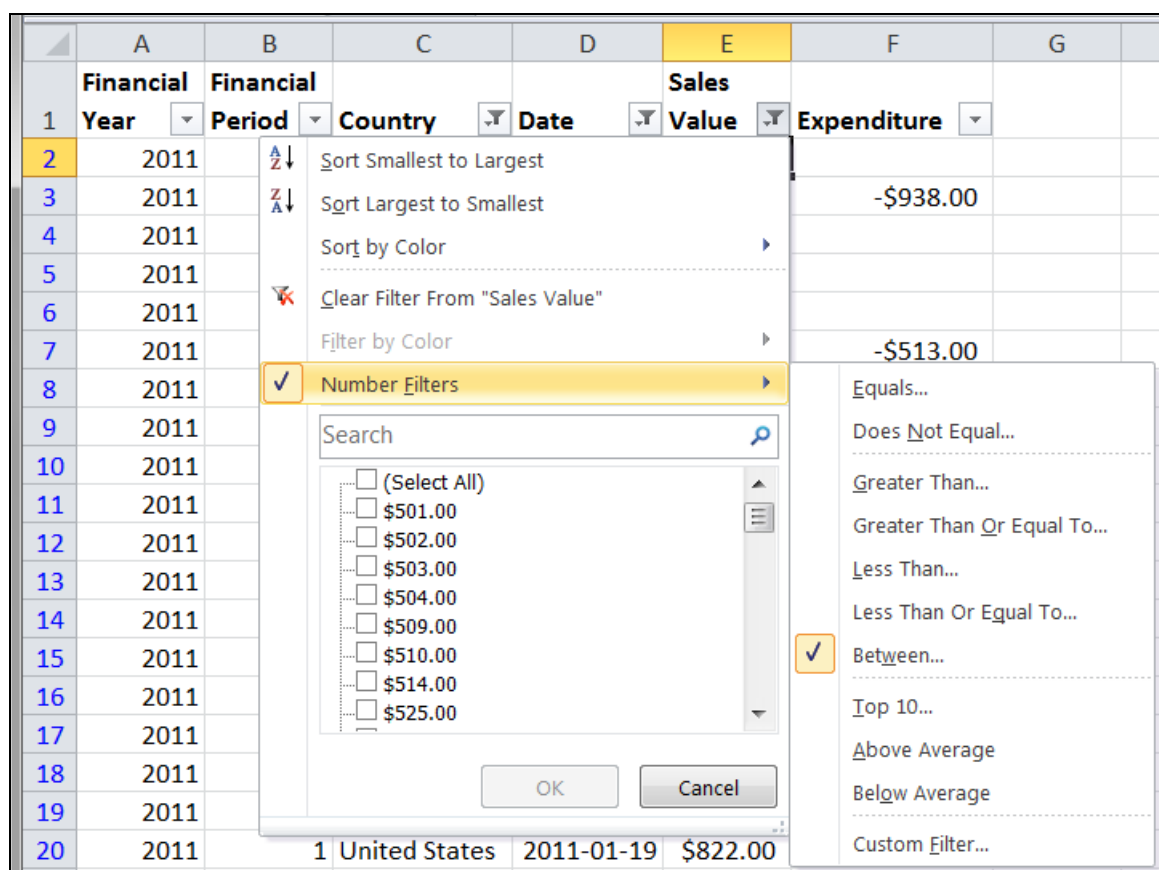 A B C D E F G
Financial Financial Sales
1 Year Period Country Date Value Expenditure
2 2011
3 2011 -$938.00
4 2011
5 2011
6 2011
7 2011 -$513.00
8 2011
9 2011
10 2011
11 2011
12 2011
13 2011
14 2011
15 2011
16 2011
17 2011
18 2011
19 2011
20 2011 1 United States 2011-01-19 $822.00
Sort Smallest to Largest
Sort Largest to Smallest
Sort by Color
Clear Filter From "Sales Value"
Filter by Color
Number Filters
Search
(Select All)
$501.00
$502.00
$503.00
$504.00
$509.00
$510.00
$514.00
$525.00
OK Cancel
Equals...
Does Not Equal...
Greater Than...
Greater Than Or Equal To...
Less Than...
Less Than Or Equal To...
Between...
Top 10...
Above Average
Below Average
Custom Filter...